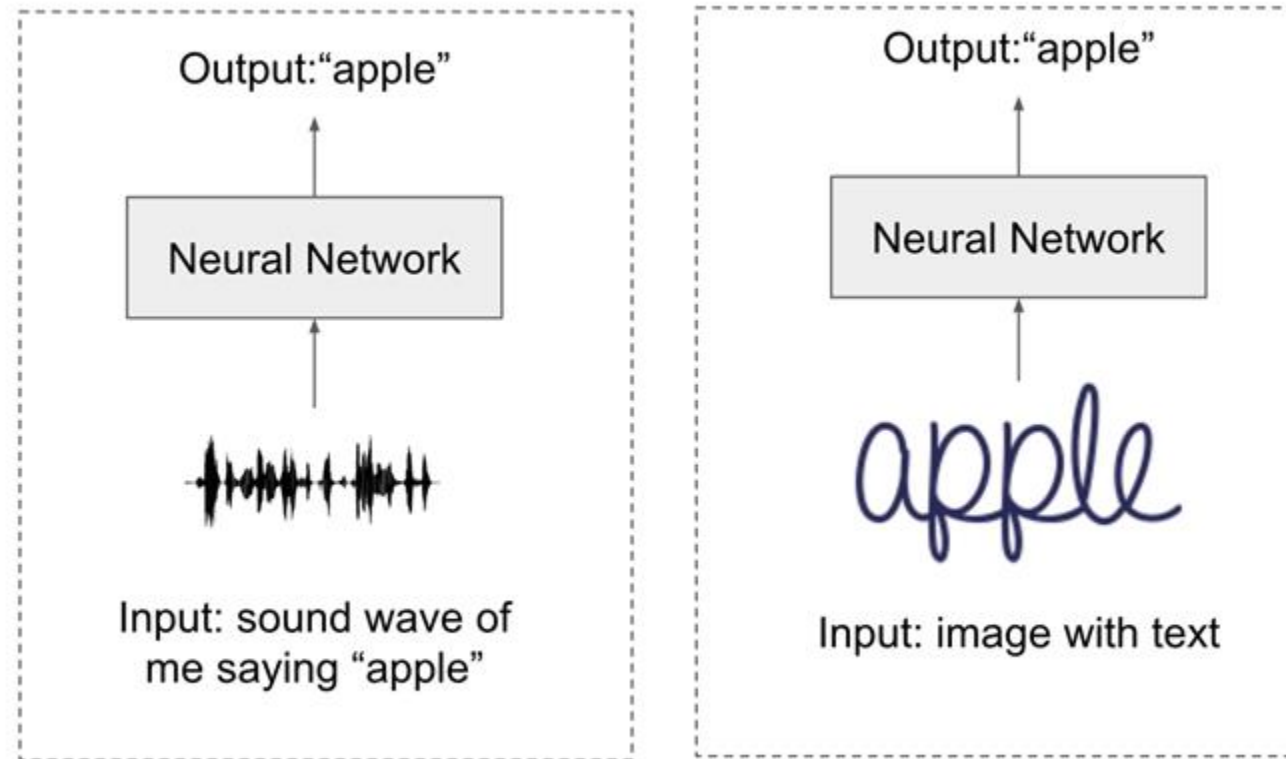 Output:“apple”
Neural Network
Input: sound wave of
me saying “apple”
Output:“apple”
Neural Network
apple
Input: image with text